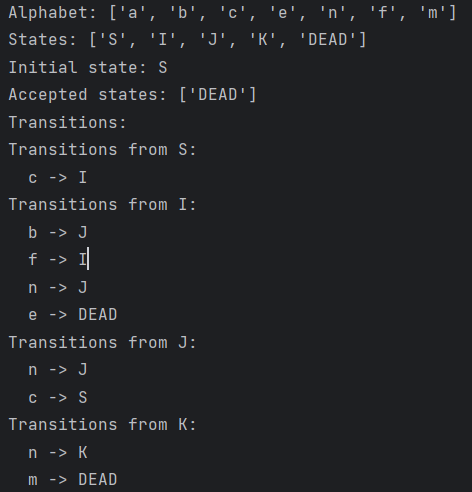 Alphabet: ['a', 'b', 'c', 'e', 'n', 'f', 'm']
States: ['S', 'I', 'J', 'K', 'DEAD']
Initial state: S
Accepted states: ['DEAD']
Transitions:
Transitions from S:
  c -> I
Transitions from I:
  b -> J
  f -> I
  n -> J
  e -> DEAD
Transitions from J:
  n -> J
  c -> S
Transitions from K:
  n -> K
  m -> DEAD